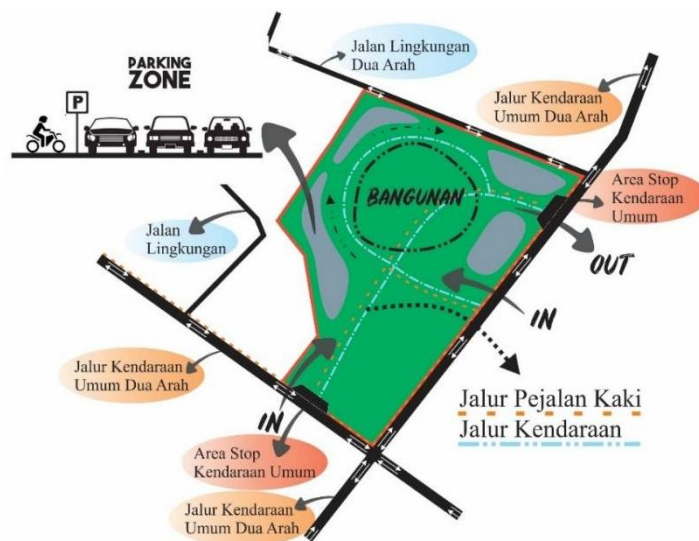 PARKING
ZONE
P
Jalan Lingkungan
Dua Arah
Jalur Kendaraan
Umum Dua Arah
Area Stop
Kendaraan
Umum
BANGUNAN
OUT
Jalan
Lingkungan
IN
Jalur Kendaraan
Umum Dua Arah
IN
Jalur Pejalan Kaki
Jalur Kendaraan
Area Stop
Kendaraan Umum
Jalur Kendaraan
Umum Dua Arah